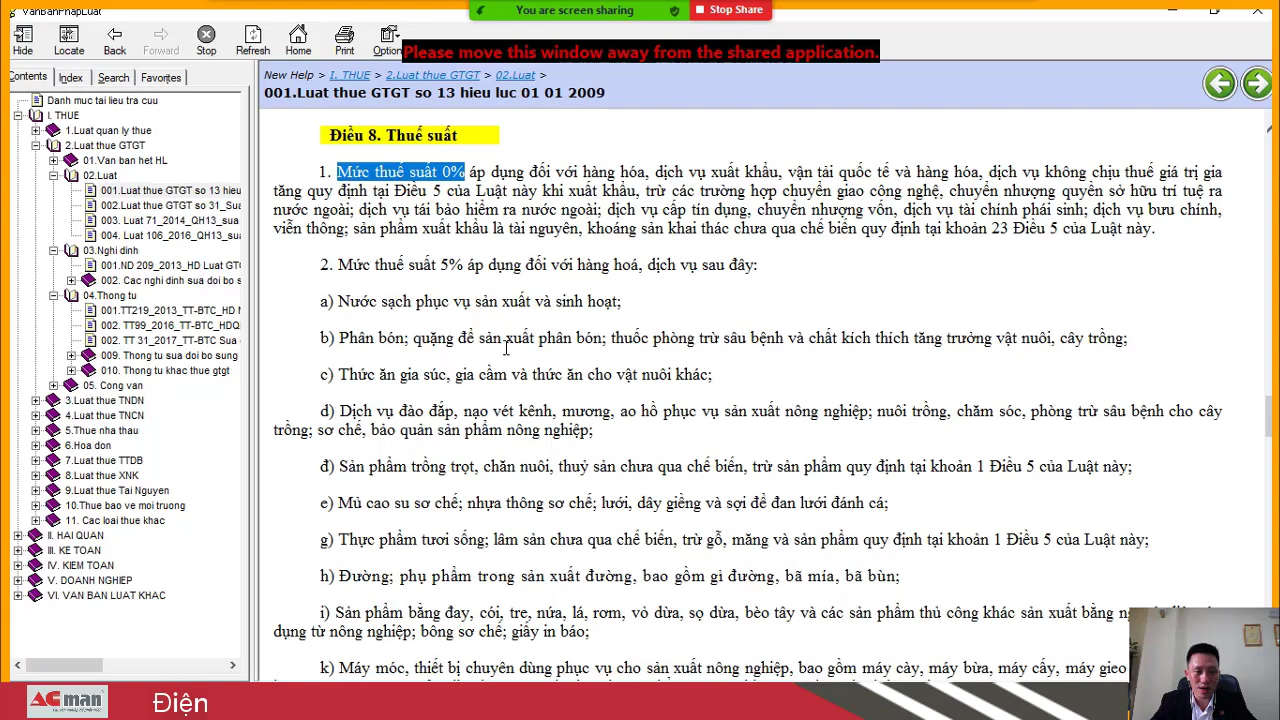 VanBanPhapLuat
You are screen sharing
Stop Share
Hide
Locate
Back
Forward
Stop
Refresh
Home
Print
Option
Please move this window away from the shared application.
Contents
Index
Search
Favorites
New Help > I. THUE > 2.Luat thue GTGT > 02.Luat >
001.Luat thue GTGT so 13 hieu luc 01 01 2009
Danh muc tai lieu tra cuu
I. THUE
1.Luat quan ly thue
2.Luat thue GTGT
01.Van ban het HL
02.Luat
001.Luat thue GTGT so 13 hieu
002.Luat thue GTGT so 31_Sua
003. Luat 71_2014_QH13_sua
004. Luat 106_2016_QH13_sua
03.Nghi dinh
001.ND 209_2013_HD Luat GTG
002. Cac nghi dinh sua doi bo s
04.Thong tu
001.TT219_2013_TT-BTC_HD N
002. TT99_2016_TT-BTC_HDQ
002. TT 31_2017_TT-BTC_SD
009. Thong tu sua doi bo sung
010. Thong tu khac thue gtgt
05. Cong van
3.Luat thue TNDN
4.Luat thue TNCN
5.Thue nha thau
6.Hoa don
7.Luat thue TTDB
8.Luat thue XNK
9.Luat thue Tai Nguyen
10.Thue bao ve moi truong
11. Cac loai thue khac
II. HAI QUAN
III. KE TOAN
IV. KIEM TOAN
V. DOANH NGHIEP
VI. VAN BAN LUAT KHAC
Điều 8. Thuế suất
1. Mức thuế suất 0% áp dụng đối với hàng hóa, dịch vụ xuất khẩu, vận tải quốc tế và hàng hóa, dịch vụ không chịu thuế giá trị gia
tăng quy định tại Điều 5 của Luật này khi xuất khẩu, trừ các trường hợp chuyển giao công nghệ, chuyển nhượng quyền sở hữu trí tuệ ra
nước ngoài; dịch vụ tái bảo hiểm ra nước ngoài; dịch vụ cấp tín dụng, chuyển nhượng vốn, dịch vụ tài chính phái sinh; dịch vụ bưu chính,
viễn thông; sản phẩm xuất khẩu là tài nguyên, khoáng sản khai thác chưa qua chế biến quy định tại khoản 23 Điều 5 của Luật này.
2. Mức thuế suất 5% áp dụng đối với hàng hoá, dịch vụ sau đây:
a) Nước sạch phục vụ sản xuất và sinh hoạt;
b) Phân bón; quặng để sản xuất phân bón; thuốc phòng trừ sâu bệnh và chất kích thích tăng trưởng vật nuôi, cây trồng;
c) Thức ăn gia súc, gia cầm và thức ăn cho vật nuôi khác;
d) Dịch vụ đào đắp, nạo vét kênh, mương, ao hồ phục vụ sản xuất nông nghiệp; nuôi trồng, chăm sóc, phòng trừ sâu bệnh cho cây
trồng; sơ chế, bảo quản sản phẩm nông nghiệp;
đ) Sản phẩm trồng trọt, chăn nuôi, thuỷ sản chưa qua chế biến, trừ sản phẩm quy định tại khoản 1 Điều 5 của Luật này;
e) Mủ cao su sơ chế; nhựa thông sơ chế; lưới, dây giềng và sợi để đan lưới đánh cá;
g) Thực phẩm tươi sống; lâm sản chưa qua chế biến, trừ gỗ, măng và sản phẩm quy định tại khoản 1 Điều 5 của Luật này;
h) Đường; phụ phẩm trong sản xuất đường, bao gồm gỉ đường, bã mía, bã bùn;
i) Sản phẩm bằng đay, cói, tre, nứa, lá, rơm, vỏ dừa, sọ dừa, bèo tây và các sản phẩm thủ công khác sản xuất bằng
dụng từ nông nghiệp; bông sơ chế; giấy in báo;
k) Máy móc, thiết bị chuyên dùng phục vụ cho sản xuất nông nghiệp, bao gồm máy cày, máy bừa, máy cấy, máy gieo
ACman
Điện